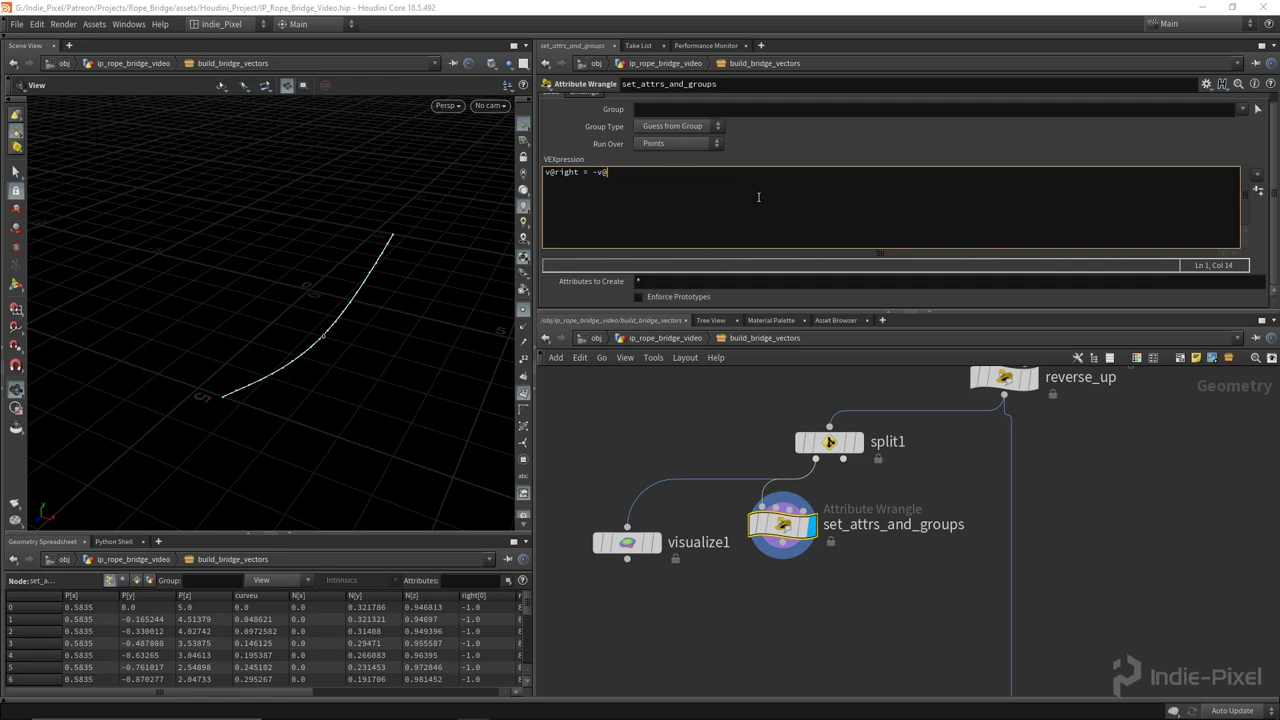 G:/Indie_Pixel/Patreon/Projects/Rope_Bridge/assets/Houdini_Project/IP_Rope_Bridge_Video.hip - Houdini Core 18.5.492
File Edit Render Assets Windows Help Indie_Pixel Main Main
Scene View
obj ip_rope_bridge_video build_bridge_vectors
View
Persp No cam
5
0,0
5
y
z
x
abc
set_attrs_and_groups Take List Performance Monitor
obj ip_rope_bridge_video build_bridge_vectors
Attribute Wrangle set_attrs_and_groups
Group
Group Type Guess from Group
Run Over Points
VEXpression
v@right = -v@
Ln 1, Col 14
Attributes to Create *
Enforce Prototypes
/obj/ip_rope_bridge_video/build_bridge_vectors Tree View Material Palette Asset Browser
obj ip_rope_bridge_video build_bridge_vectors
Add Edit Go View Tools Layout Help
Geometry
reverse_up
split1
Attribute Wrangle
set_attrs_and_groups
visualize1
Indie-Pixel
Geometry Spreadsheet Python Shell
obj ip_rope_bridge_video build_bridge_vectors
Node: set_a... Group: View Intrinsics Attributes:
P[x] P[y] P[z] curveu N[x] N[y] N[z] right[0]
0 0.5835 0.0 5.0 0.0 0.0 0.321786 0.946813 -1.0
1 0.5835 -0.165244 4.51379 0.048621 0.0 0.321321 0.94697 -1.0
2 0.5835 -0.330012 4.02742 0.0972582 0.0 0.31408 0.949396 -1.0
3 0.5835 -0.487808 3.53875 0.146125 0.0 0.29471 0.955587 -1.0
4 0.5835 -0.63265 3.04613 0.195387 0.0 0.266083 0.96395 -1.0
5 0.5835 -0.761017 2.54898 0.245102 0.0 0.231453 0.972846 -1.0
6 0.5835 -0.870277 2.04733 0.295267 0.0 0.191706 0.981452 -1.0
Auto Update